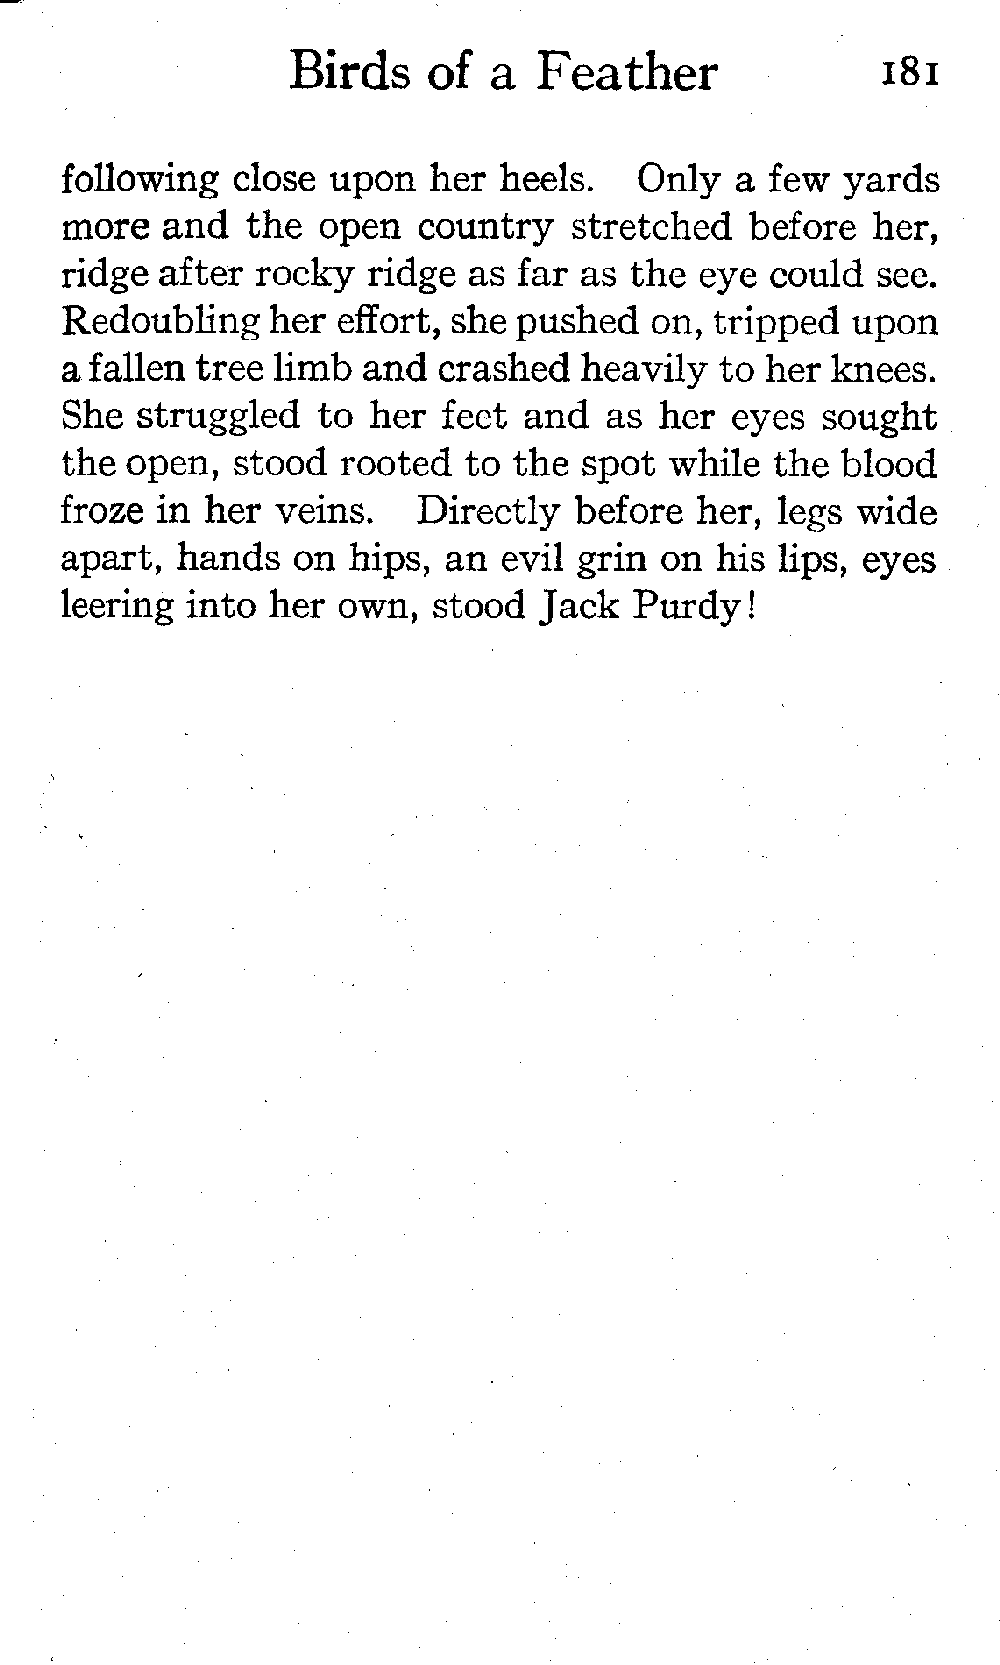 Birds of a Feather 181
following close upon her heels. Only a few yards
more and the open country stretched before her,
ridge after rocky ridge as far as the eye could see.
Redoubling her effort, she pushed on, tripped upon
a fallen tree limb and crashed heavily to her knees.
She struggled to her feet and as her eyes sought
the open, stood rooted to the spot while the blood
froze in her veins. Directly before her, legs wide
apart, hands on hips, an evil grin on his lips, eyes
leering into her own, stood Jack Purdy!